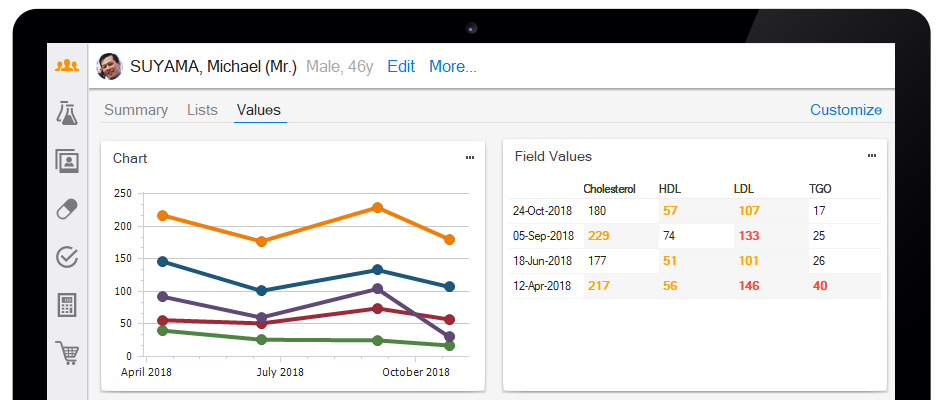 SUYAMA, Michael (Mr.) Male, 46y Edit More...
Summary Lists Values Customize
Chart
250
200
150
100
50
0
April 2018 July 2018 October 2018
Field Values
Cholesterol HDL LDL TGO
24-Oct-2018 180 57 107 17
05-Sep-2018 229 74 133 25
18-Jun-2018 177 51 101 26
12-Apr-2018 217 56 146 40